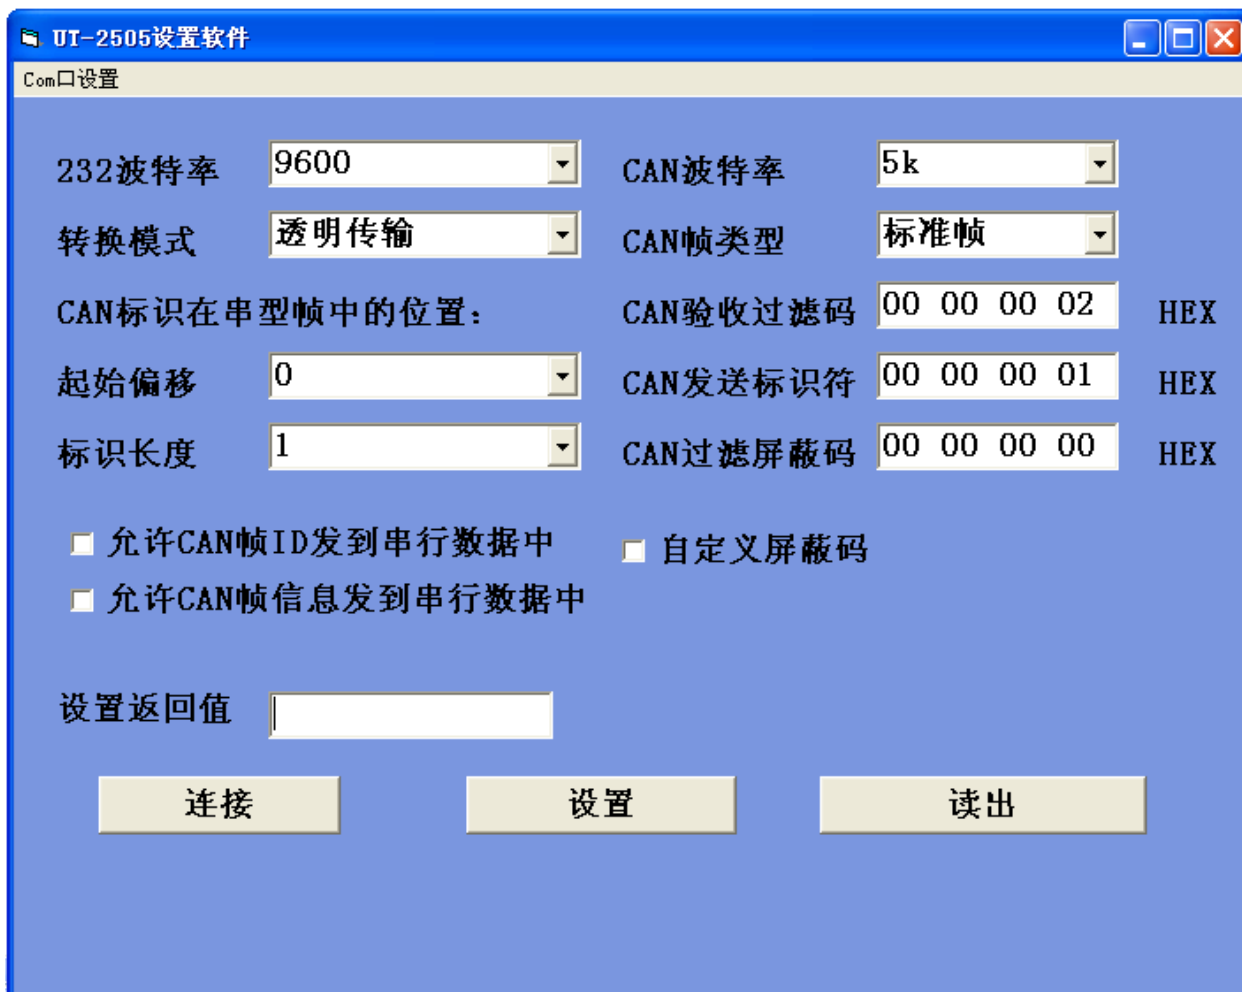 UT-2505设置软件
Com口设置
232波特率 9600 CAN波特率 5k
转换模式 透明传输 CAN帧类型 标准帧
CAN标识在串型帧中的位置： CAN验收过滤码 00 00 00 02 HEX
起始偏移 0 CAN发送标识符 00 00 00 01 HEX
标识长度 1 CAN过滤屏蔽码 00 00 00 00 HEX
允许CAN帧ID发到串行数据中 自定义屏蔽码
允许CAN帧信息发到串行数据中
设置返回值
连接 设置 读出